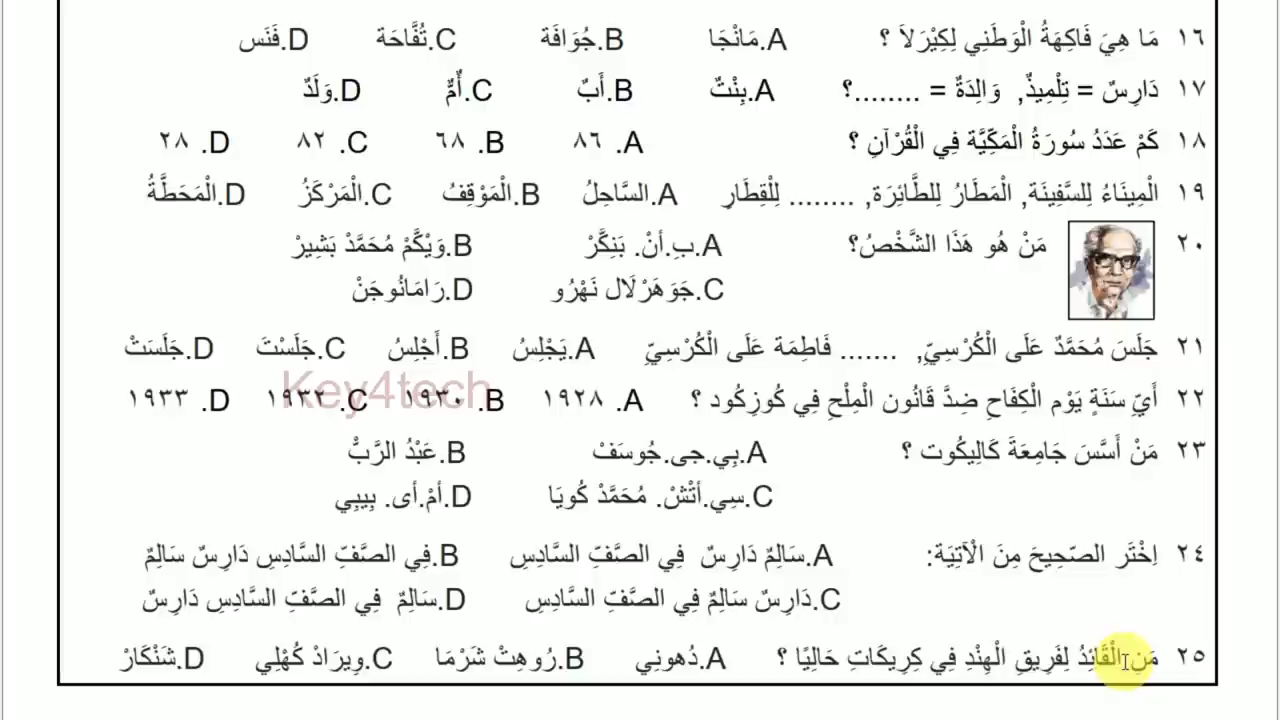 ١٦ مَا هِيَ فَاكِهَةُ الْوَطَنِي لِكِيْرَلاَ ؟ A.مَانْجَا B.جُوَافَة C.تُفَّاحَة D.فَنَس
١٧ دَارِسٌ = تِلْمِيذٌ, وَالِدَةٌ = ........؟ A.بِنْتٌ B.أَبٌ C.أُمٌّ D.وَلَدٌ
١٨ كَمْ عَدَدُ سُورَةُ الْمَكِّيَّة فِي الْقُرْآنِ ؟ A. ٨٦ B. ٦٨ C. ٨٢ D. ٢٨
١٩ الْمِينَاءُ لِلسَّفِينَة, الْمَطَارُ لِلطَّائِرَة, ........ لِلْقِطَارِ A.السَّاحِلُ B.الْمَوْقِفُ C.الْمَرْكَزُ D.الْمَحَطَّةُ
٢٠ مَنْ هُو هَذَا الشَّخْصُ؟ A.بِ.أنْ. بَنِكَّرْ B.وَيْكَّمْ مُحَمَّدْ بَشِيرْ
C.جَوَهَرْلَال نَهْرُو D.رَامَانُوجَنْ
٢١ جَلَسَ مُحَمَّدٌ عَلَى الْكُرْسِيِّ, ....... فَاطِمَة عَلَى الْكُرْسِيِّ A.يَجْلِسُ B.أَجْلِسُ C.جَلَسْتَ D.جَلَسَتْ
Key4tech
٢٢ أَيِّ سَنَةٍ يَوْم الْكِفَاحِ ضِدَّ قَانُون الْمِلْحِ فِي كُوزِكُود ؟ A. ١٩٢٨ B. ١٩٣٠ C. ١٩٣٢ D. ١٩٣٣
٢٣ مَنْ أَسَّسَ جَامِعَةَ كَالِيكُوت ؟ A.بِي.جى.جُوسَفْ B.عَبْدُ الرَّبُّ
C.سِي.أتْشْ. مُحَمَّدْ كُويَا D.أمْ.أى. بِيبِي
٢٤ اِخْتَر الصّحِيحَ مِنَ الْآتِيَة: A.سَالِمٌ دَارِسٌ فِي الصَّفِّ السَّادِسِ B.فِي الصَّفِّ السَّادِسِ دَارِسٌ سَالِمٌ
C.دَارِسٌ سَالِمٌ فِي الصَّفِّ السَّادِسِ D.سَالِمٌ فِي الصَّفِّ السَّادِسِ دَارِسٌ
٢٥ مَنِ الْقَائِدُ لِفَرِيقِ الْهِنْدِ فِي كِرِيكَاتِ حَالِيًا ؟ A.دُهونِي B.رُوهِتْ شَرْمَا C.وِيرَادْ كُهْلِي D.شَنْكَارْ